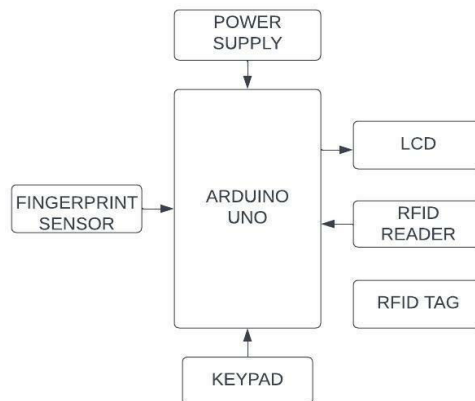 POWER
SUPPLY
LCD
FINGERPRINT
SENSOR
ARDUINO
UNO
RFID
READER
RFID TAG
KEYPAD